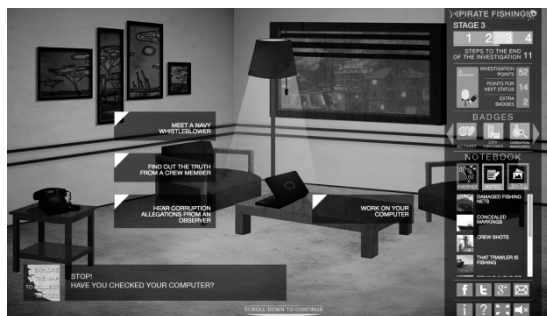 MEET A NAVY
WHISTLEBLOWER
FIND OUT THE TRUTH
FROM A CREW MEMBER
HEAR CORRUPTION
ALLEGATIONS FROM AN
OBSERVER
WORK ON YOUR
COMPUTER
STOP!
HAVE YOU CHECKED YOUR COMPUTER?
SCROLL DOWN TO CONTINUE
PIRATE FISHING
STAGE 3
1 2 3 4
STEPS TO THE END
OF THE INVESTIGATION 11
INVESTIGATION
POINTS 52
POINTS FOR
NEXT STATUS 14
EXTRA
BADGES 2
BADGES
CITY
NOTEBOOK
EVIDENCE NOTES
DAMAGED FISHING
NETS
CONCEALED
MARKINGS
CREW SHOTS
THAT TRAWLER IS
FISHING